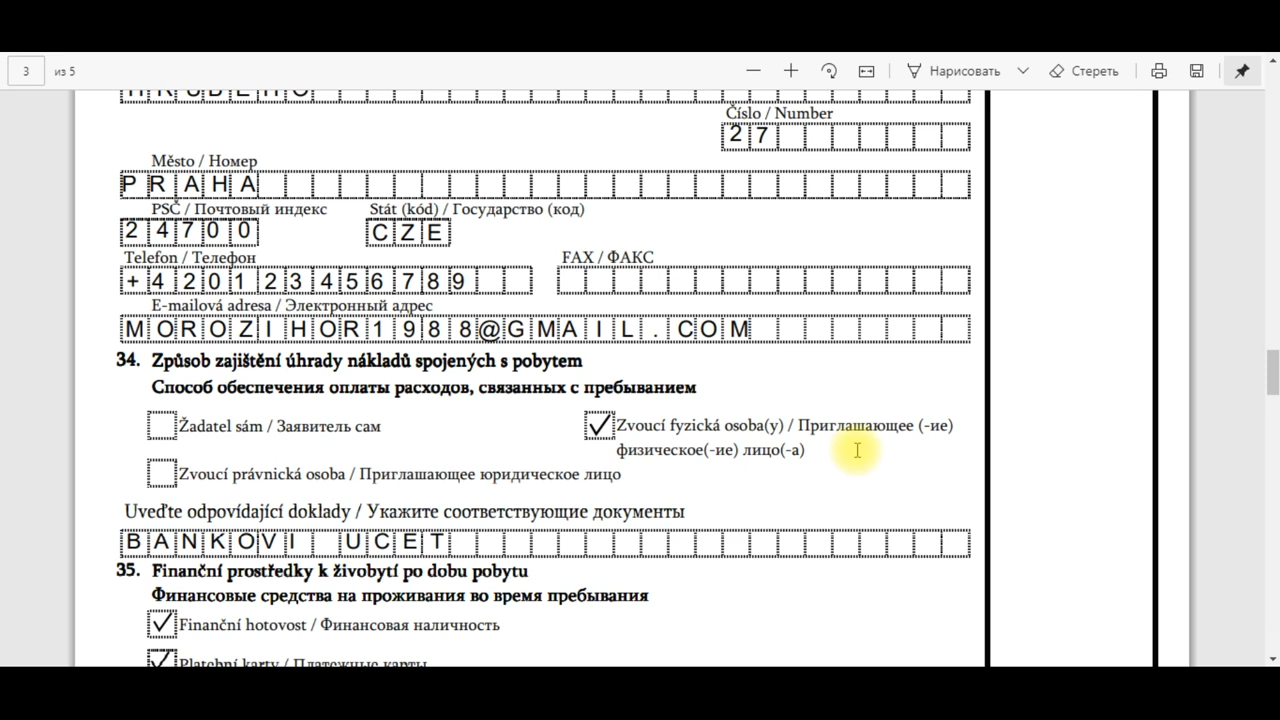 3 из 5 Нарисовать Стереть
Číslo / Number
27
Město / Номер
PRAHA
PSČ / Почтовый индекс Stát (kód) / Государство (код)
24700 CZE
Telefon / Телефон FAX / ФАКС
+420123456789
E-mailová adresa / Электронный адрес
MOROZIHOR1988@GMAIL.COM
34. Způsob zajištění úhrady nákladů spojených s pobytem
Способ обеспечения оплаты расходов, связанных с пребыванием
Žadatel sám / Заявитель сам Zvoucí fyzická osoba(y) / Приглашающее (-ие)
физическое(-ие) лицо(-а)
Zvoucí právnická osoba / Приглашающее юридическое лицо
Uveďte odpovídající doklady / Укажите соответствующие документы
BANKOVI UCET
35. Finanční prostředky k živobytí po dobu pobytu
Финансовые средства на проживания во время пребывания
Finanční hotovost / Финансовая наличность
Platební karty / Платежные карты